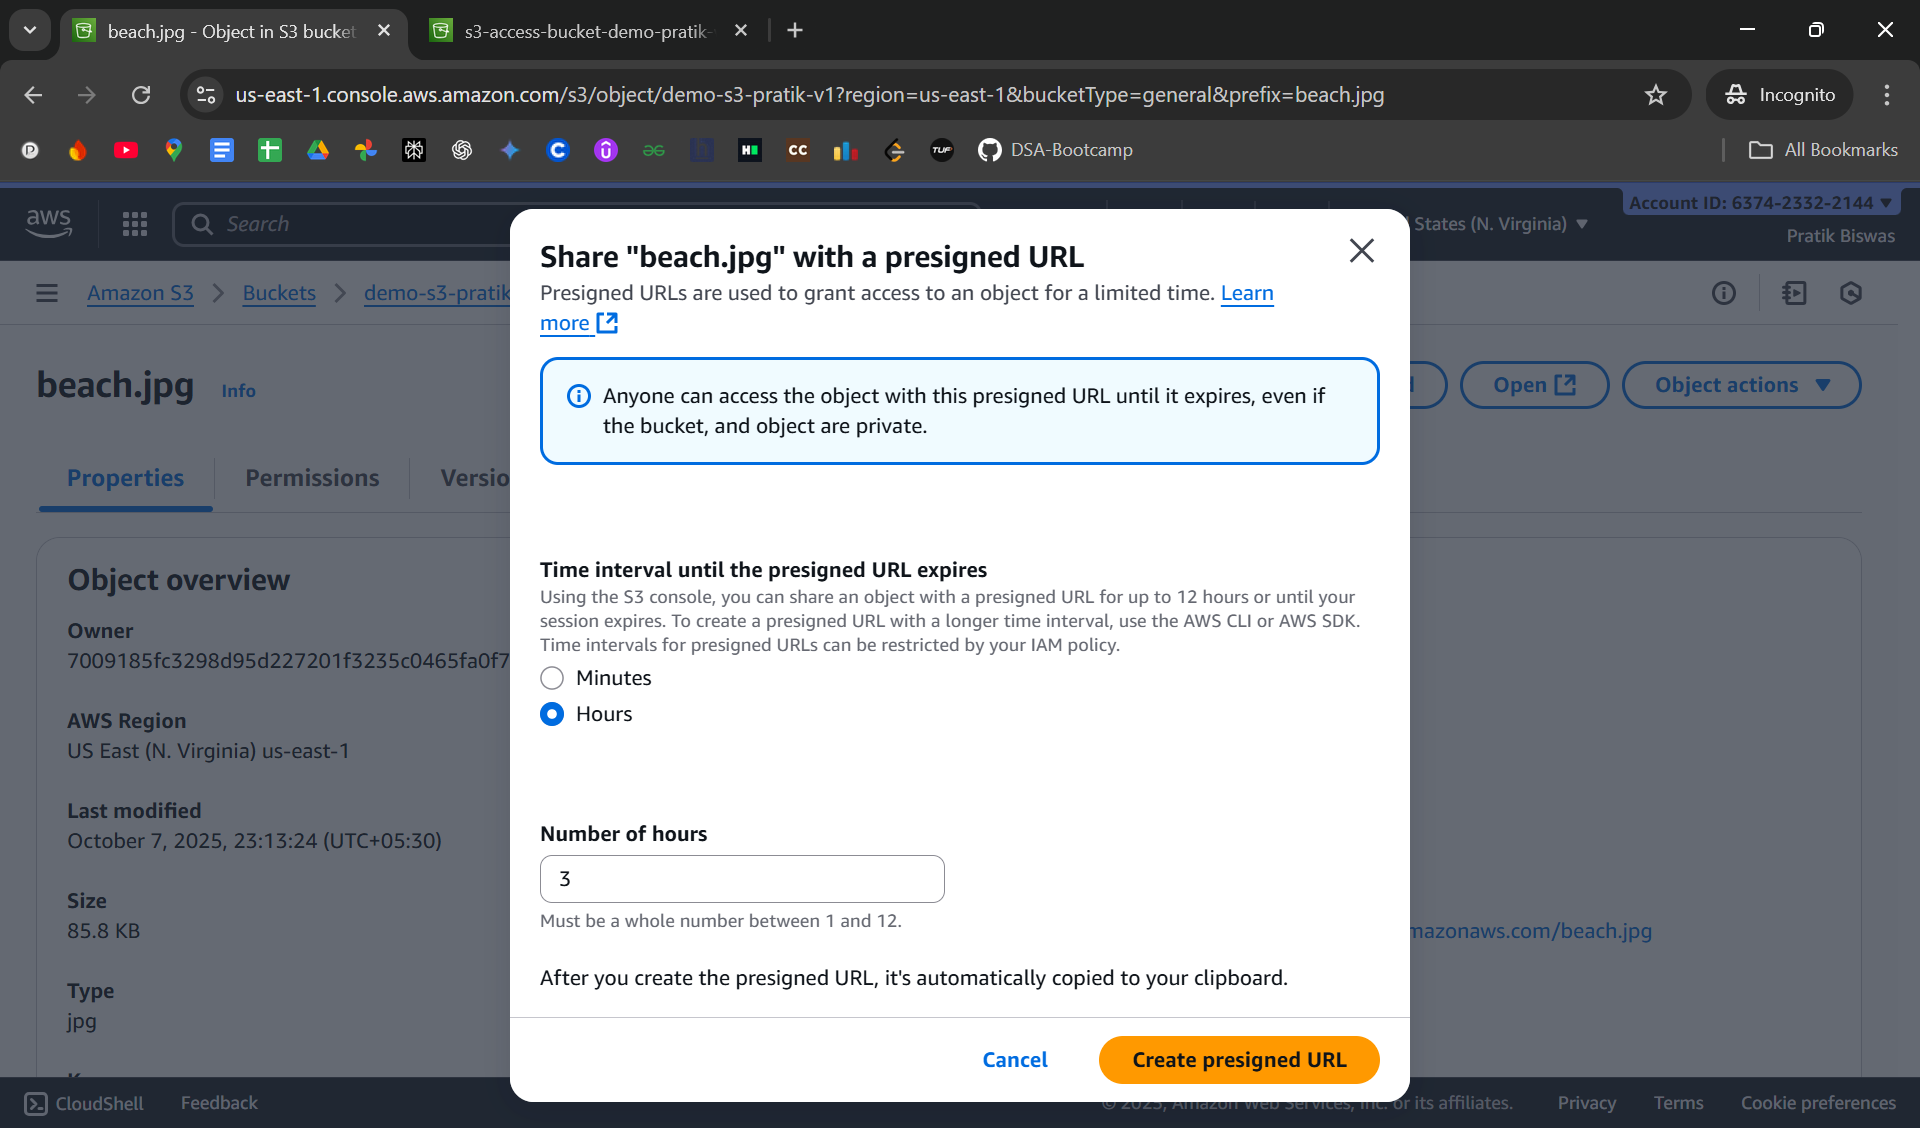 beach.jpg - Object in S3 bucket
s3-access-bucket-demo-pratik-
us-east-1.console.aws.amazon.com/s3/object/demo-s3-pratik-v1?region=us-east-1&bucketType=general&prefix=beach.jpg
Incognito
DSA-Bootcamp
All Bookmarks
aws
Search
States (N. Virginia)
Account ID: 6374-2332-2144
Pratik Biswas
Amazon S3
Buckets
demo-s3-pratik
beach.jpg
Info
Open
Object actions
Properties
Permissions
Versio
Object overview
Owner
7009185fc3298d95d227201f3235c0465fa0f7
AWS Region
US East (N. Virginia) us-east-1
Last modified
October 7, 2025, 23:13:24 (UTC+05:30)
Size
85.8 KB
Type
jpg
mazonaws.com/beach.jpg
Share "beach.jpg" with a presigned URL
Presigned URLs are used to grant access to an object for a limited time. Learn
more
Anyone can access the object with this presigned URL until it expires, even if
the bucket, and object are private.
Time interval until the presigned URL expires
Using the S3 console, you can share an object with a presigned URL for up to 12 hours or until your
session expires. To create a presigned URL with a longer time interval, use the AWS CLI or AWS SDK.
Time intervals for presigned URLs can be restricted by your IAM policy.
Minutes
Hours
Number of hours
3
Must be a whole number between 1 and 12.
After you create the presigned URL, it's automatically copied to your clipboard.
Cancel
Create presigned URL
CloudShell
Feedback
© 2025, Amazon Web Services, Inc. or its affiliates.
Privacy
Terms
Cookie preferences